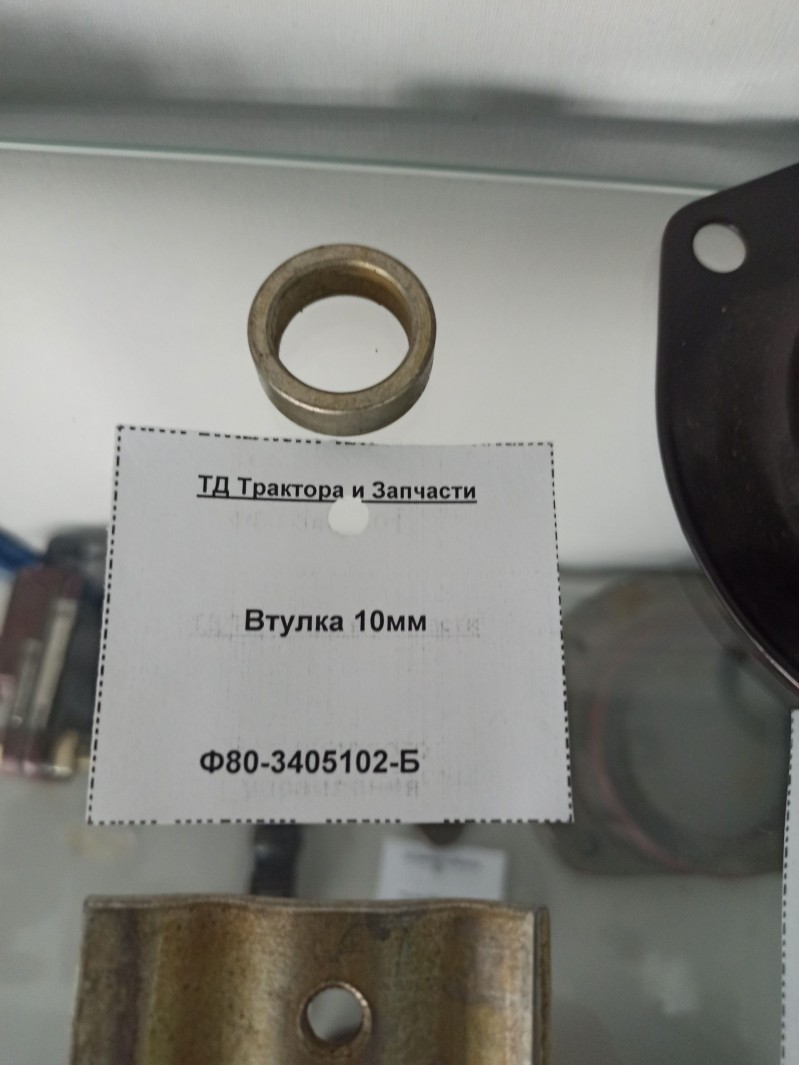 ТД Трактора и Запчасти
Втулка 10мм
Ф80-3405102-Б